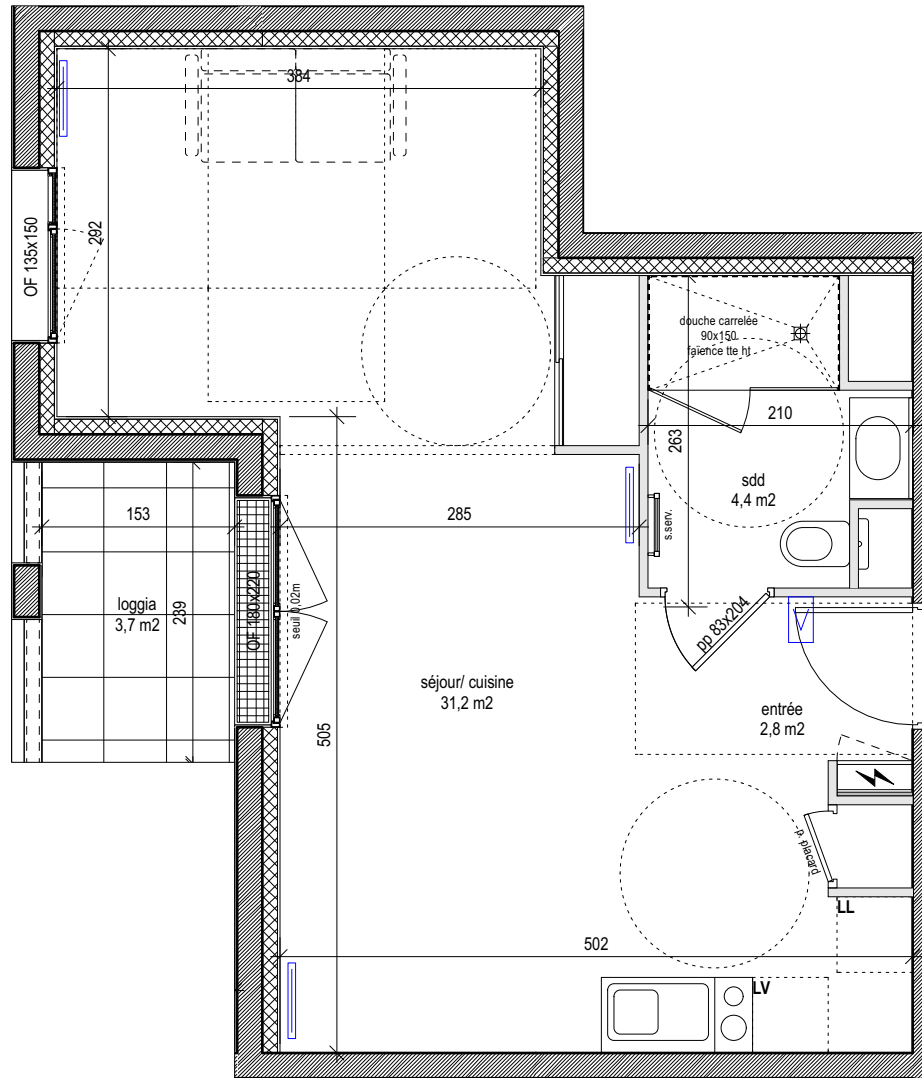 384
OF 135x150
292
douche carrelée
90x150
faïence tte ht
210
263
sdd
4,4 m2
153
285
s.serv.
loggia
3,7 m2
239
OF 180x220
seuil 0,02m
pp 83x204
séjour/ cuisine
31,2 m2
entrée
2,8 m2
505
p. placard
LL
502
LV